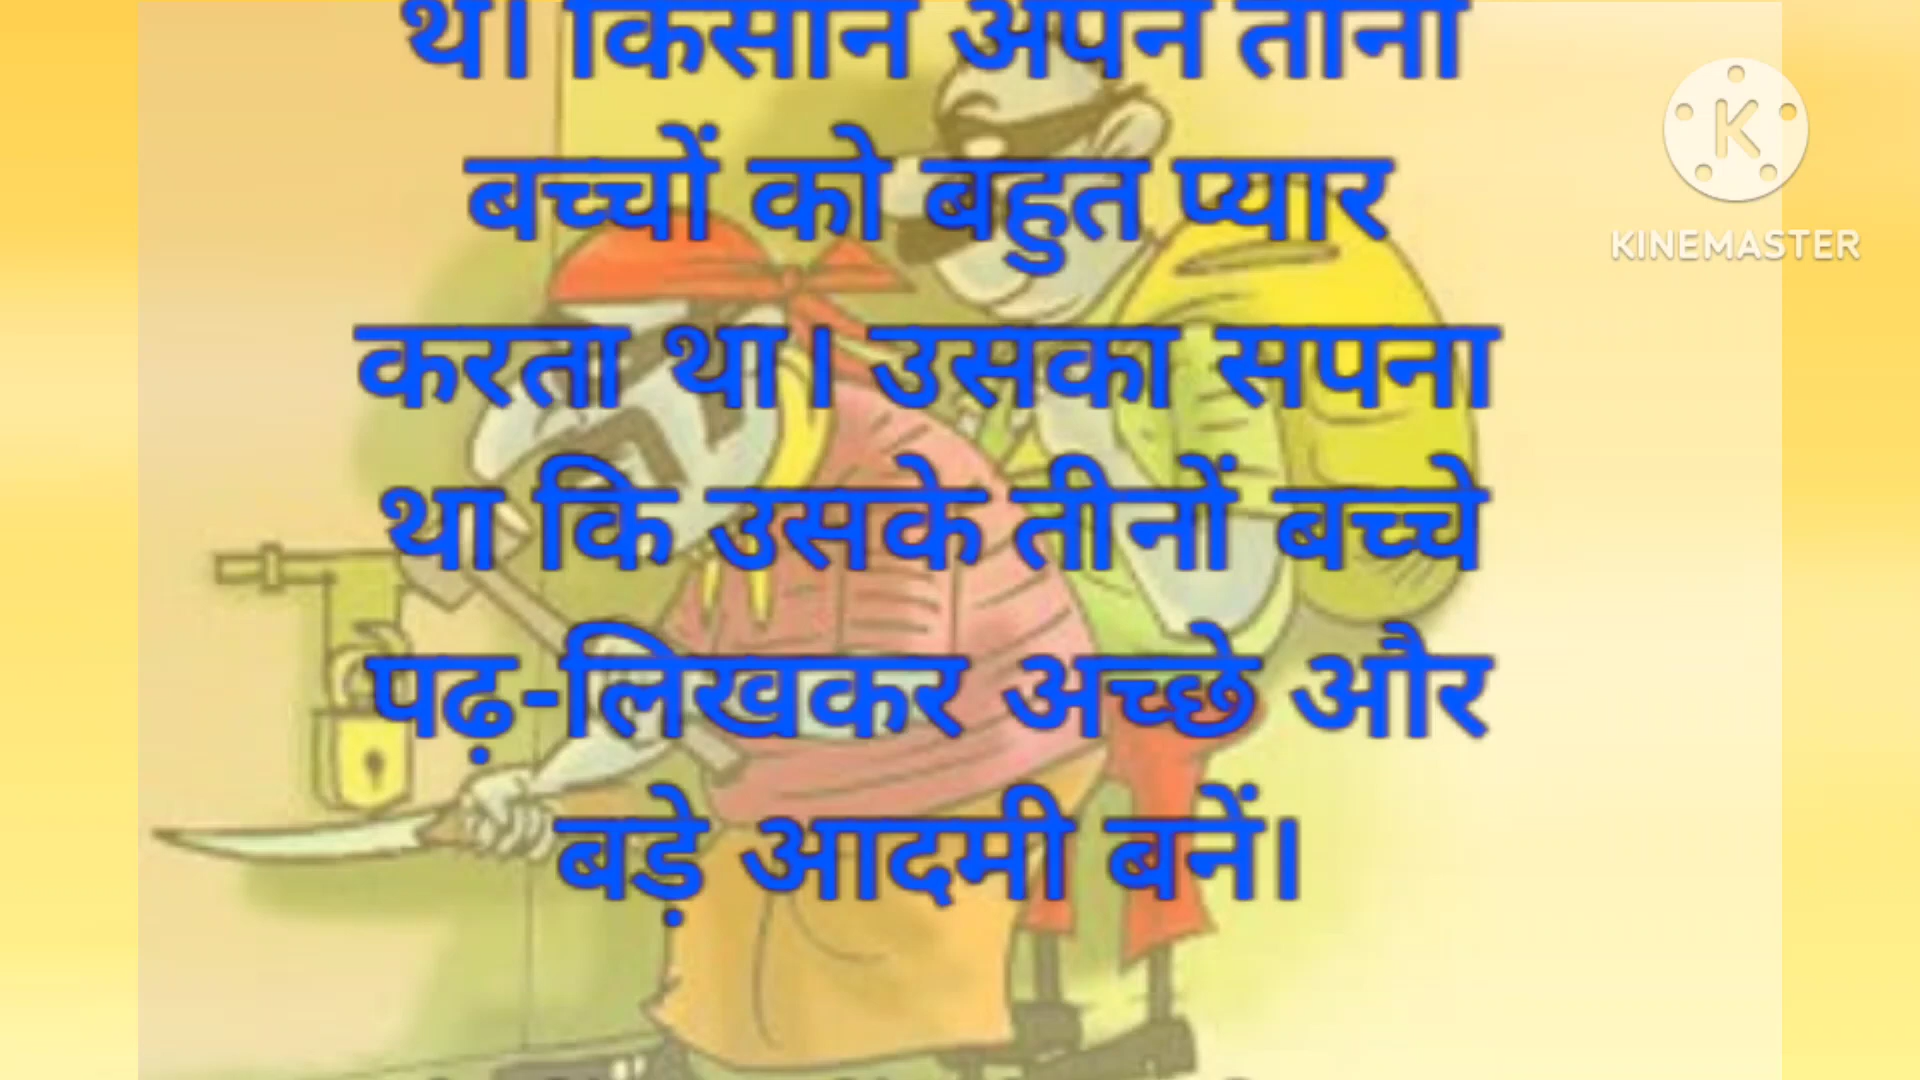 थे। किसान अपने तीनों
बच्चों को बहुत प्यार
करता था। उसका सपना
था कि उसके तीनों बच्चे
पढ़-लिखकर अच्छे और
बड़े आदमी बनें।
K
KINEMASTER